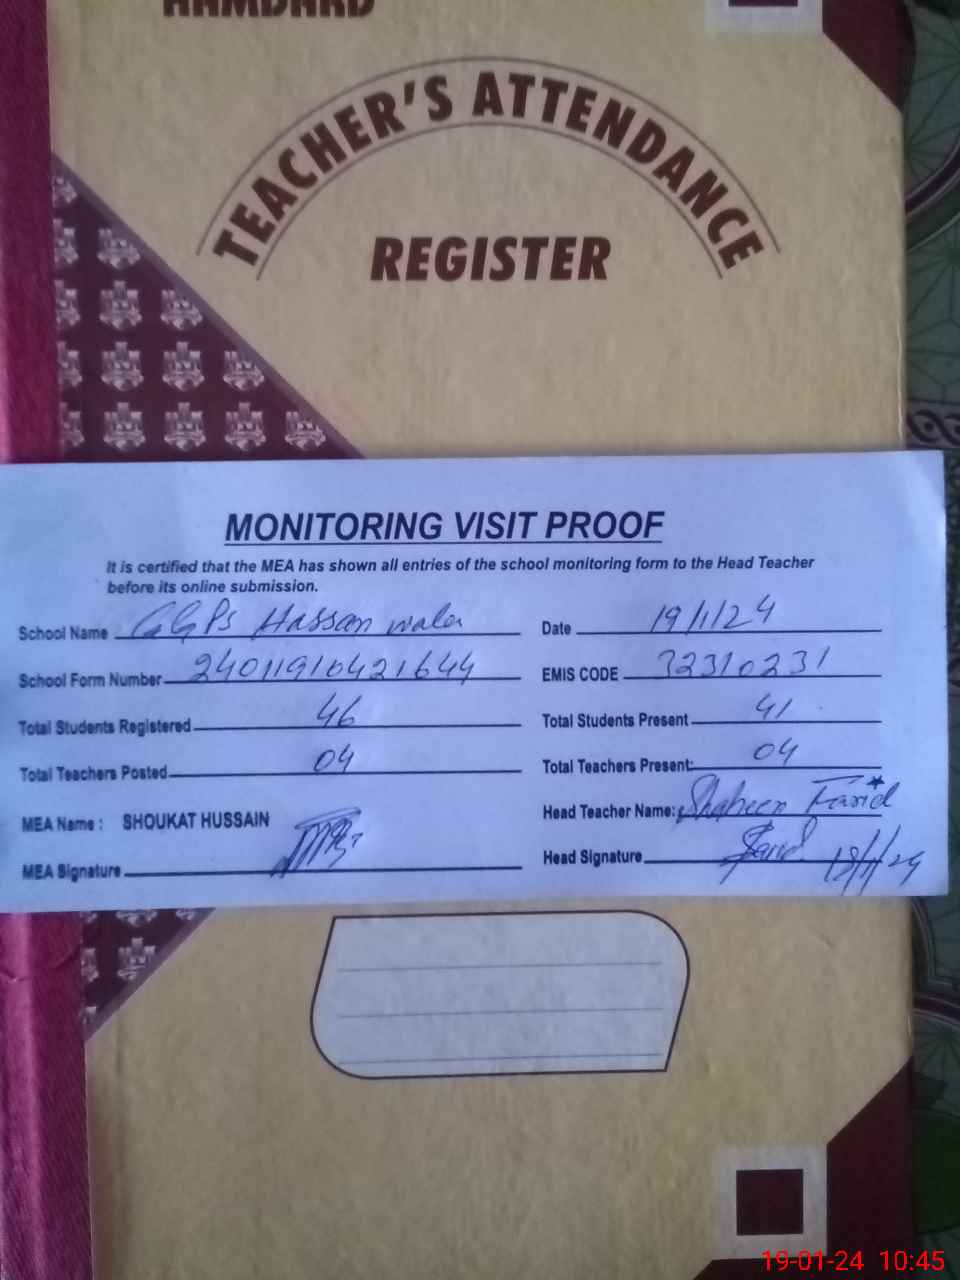 HAMDARD
TEACHER'S ATTENDANCE
REGISTER
MONITORING VISIT PROOF
It is certified that the MEA has shown all entries of the school monitoring form to the Head Teacher
before its online submission.
School Name GGPS Hassan wala Date 19/1/24
School Form Number 24011910421644 EMIS CODE 32310231
Total Students Registered 46 Total Students Present 41
Total Teachers Posted 04 Total Teachers Present: 04
MEA Name : SHOUKAT HUSSAIN Head Teacher Name: Shaheen Farid
MEA Signature Head Signature Farid
19-01-24 10:45